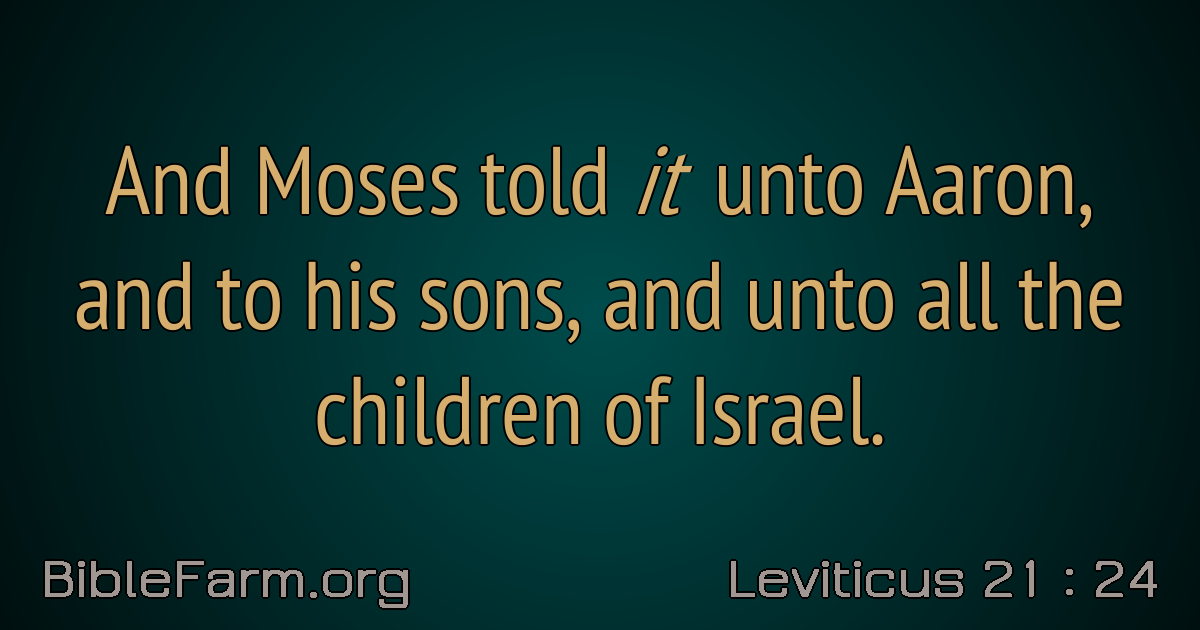 And Moses told it unto Aaron,
and to his sons, and unto all the
children of Israel.
BibleFarm.org
Leviticus 21 : 24